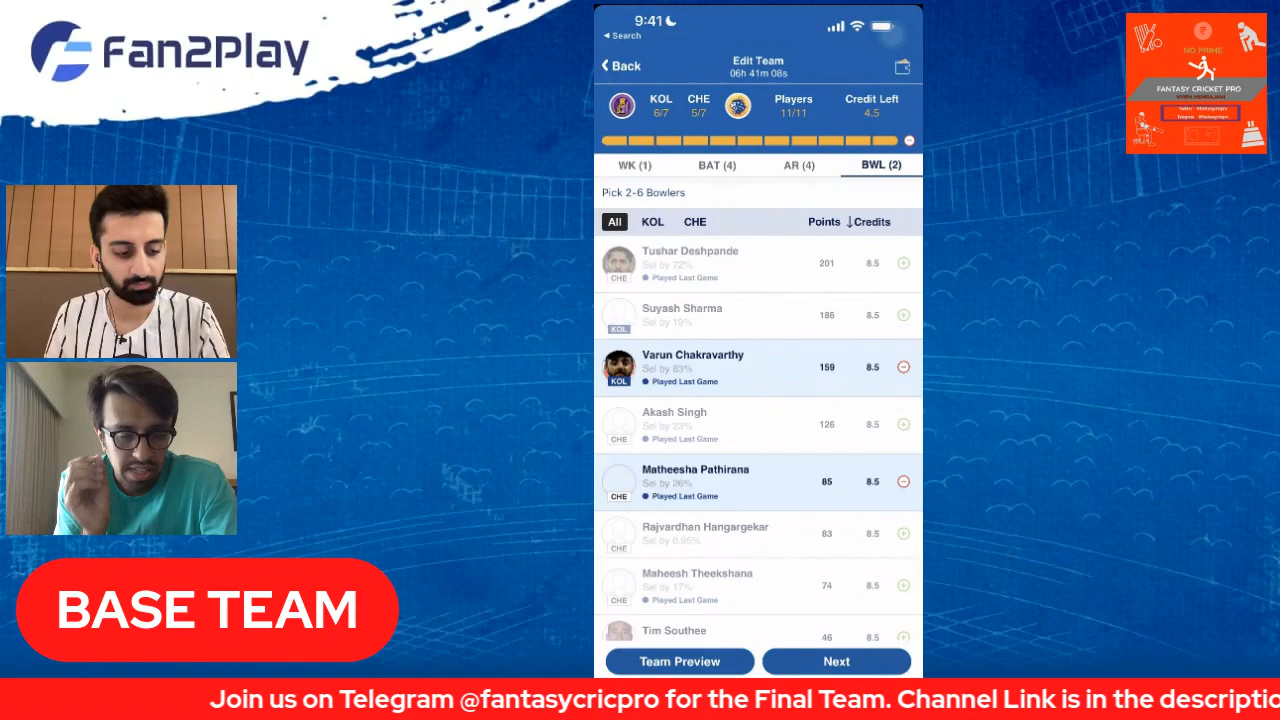 Fan2Play
9:41
Search
Back
Edit Team
06h 41m 08s
KOL
6/7
CHE
5/7
Players
11/11
Credit Left
4.5
WK (1)
BAT (4)
AR (4)
BWL (2)
Pick 2-6 Bowlers
All
KOL
CHE
Points
↓Credits
Tushar Deshpande
Sel by 72%
Played Last Game
CHE
201
8.5
Suyash Sharma
Sel by 19%
KOL
186
8.5
Varun Chakravarthy
Sel by 83%
Played Last Game
KOL
159
8.5
Akash Singh
Sel by 23%
Played Last Game
CHE
126
8.5
Matheesha Pathirana
Sel by 26%
Played Last Game
CHE
85
8.5
Rajvardhan Hangargekar
Sel by 0.95%
CHE
83
8.5
Maheesh Theekshana
Sel by 17%
Played Last Game
CHE
74
8.5
Tim Southee
46
8.5
Team Preview
Next
NO PRIME
FANTASY CRICKET PRO
BASE TEAM
Join us on Telegram @fantasycricpro for the Final Team. Channel Link is in the descriptio